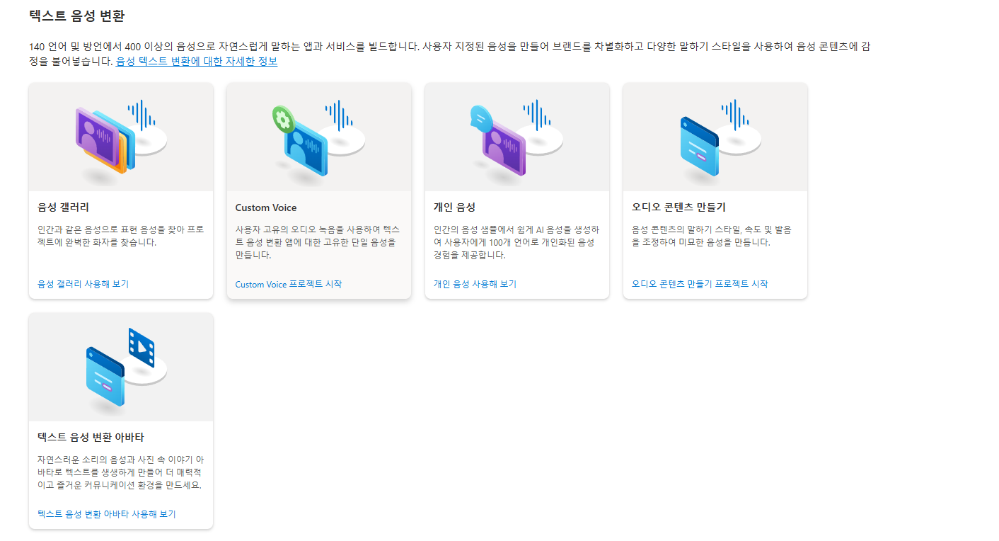 텍스트 음성 변환
140 언어 및 방언에서 400 이상의 음성으로 자연스럽게 말하는 앱과 서비스를 빌드합니다. 사용자 지정된 음성을 만들어 브랜드를 차별화하고 다양한 말하기 스타일을 사용하여 음성 콘텐츠에 감
정을 불어넣습니다. 음성 텍스트 변환에 대한 자세한 정보
음성 갤러리
인간과 같은 음성으로 표현 음성을 찾아 프로
젝트에 완벽한 화자를 찾습니다.
음성 갤러리 사용해 보기
Custom Voice
사용자 고유의 오디오 녹음을 사용하여 텍스
트 음성 변환 앱에 대한 고유한 단일 음성을
만듭니다.
Custom Voice 프로젝트 시작
개인 음성
인간의 음성 샘플에서 쉽게 AI 음성을 생성하
여 사용자에게 100개 언어로 개인화된 음성
경험을 제공합니다.
개인 음성 사용해 보기
오디오 콘텐츠 만들기
음성 콘텐츠의 말하기 스타일, 속도 및 발음
을 조정하여 미묘한 음성을 만듭니다.
오디오 콘텐츠 만들기 프로젝트 시작
텍스트 음성 변환 아바타
자연스러운 소리의 음성과 사진 속 이야기 아
바타로 텍스트를 생생하게 만들어 더 매력적
이고 즐거운 커뮤니케이션 환경을 만드세요.
텍스트 음성 변환 아바타 사용해 보기